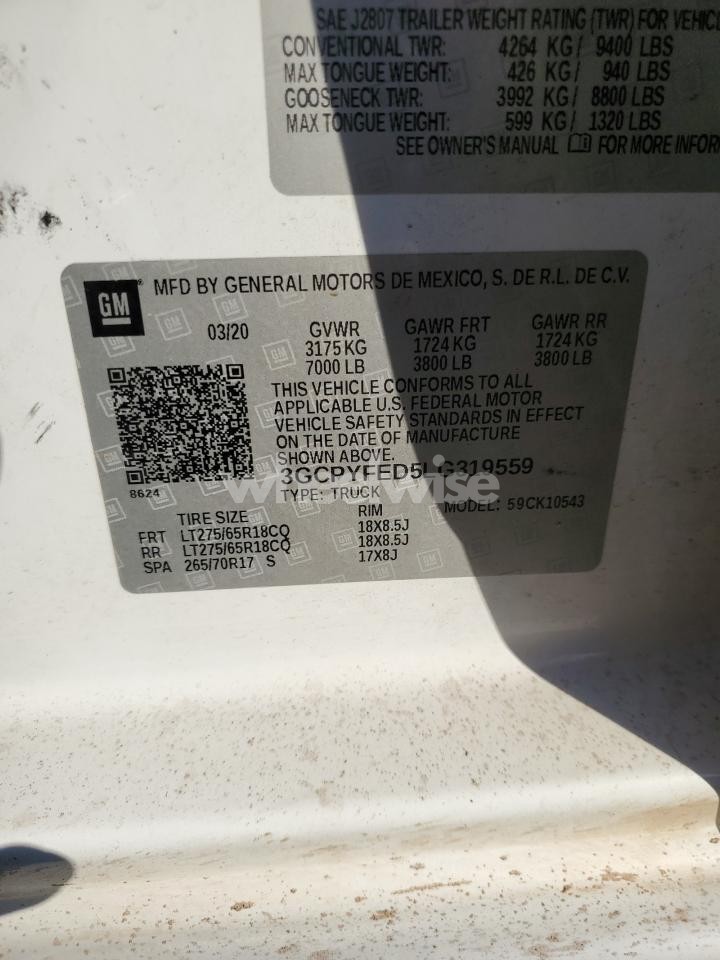 SAE J2807 TRAILER WEIGHT RATING (TWR) FOR
CONVENTIONAL TWR: 4264 KG/ 9400 LBS
MAX TONGUE WEIGHT: 426 KG/ 940 LBS
GOOSENECK TWR: 3992 KG/ 8800 LBS
MAX TONGUE WEIGHT: 599 KG/ 1320 LBS
SEE OWNER'S MANUAL FOR MORE
GM ® MFD BY GENERAL MOTORS DE MEXICO, S. DE R.L. DE C.V.
03/20 GVWR GAWR FRT GAWR RR
3175 KG 1724 KG 1724 KG
7000 LB 3800 LB 3800 LB
THIS VEHICLE CONFORMS TO ALL
APPLICABLE U.S. FEDERAL MOTOR
VEHICLE SAFETY STANDARDS IN EFFECT
ON THE DATE OF MANUFACTURE
SHOWN ABOVE.
3GCPYFED5LG319559
8624 TYPE: TRUCK MODEL: 59CK10543
TIRE SIZE RIM
FRT LT275/65R18CQ 18X8.5J
RR LT275/65R18CQ 18X8.5J
SPA 265/70R17 S 17X8J